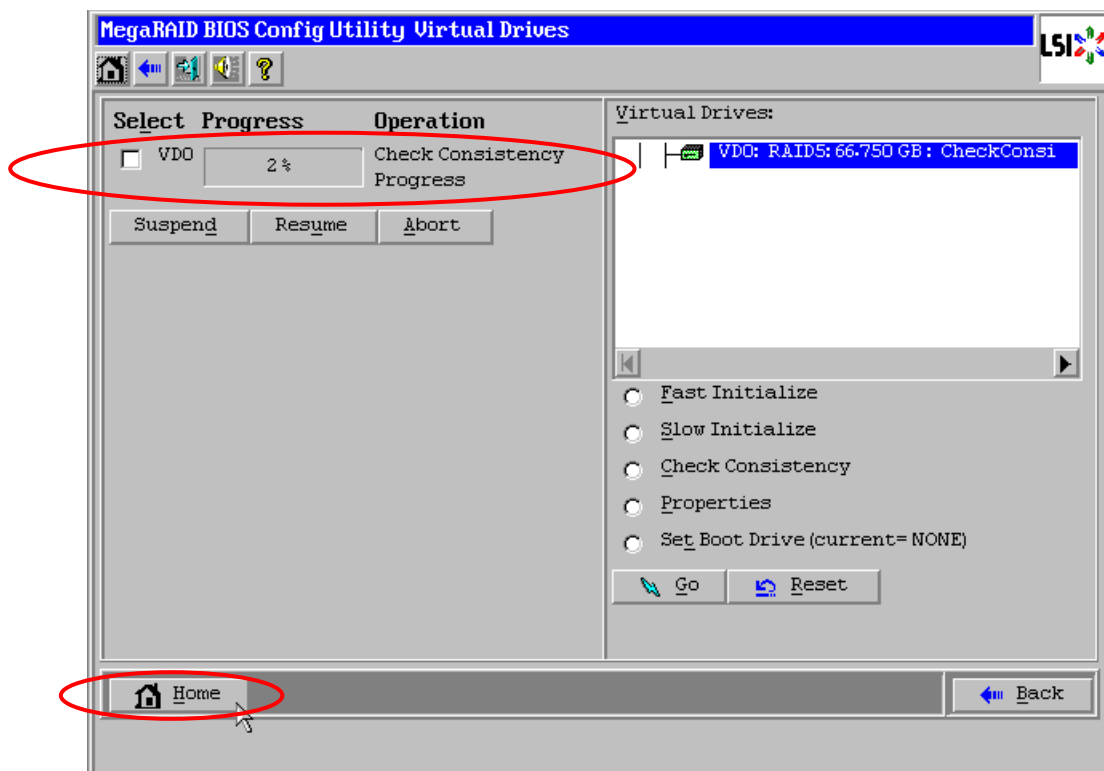 MegaRAID BIOS Config Utility Virtual Drives
LSI
Select Progress Operation
VD0 2% Check Consistency
Progress
Suspend Resume Abort
Virtual Drives:
VD0: RAID5: 66.750 GB: CheckConsi
Fast Initialize
Slow Initialize
Check Consistency
Properties
Set Boot Drive (current= NONE)
Go Reset
Home
Back